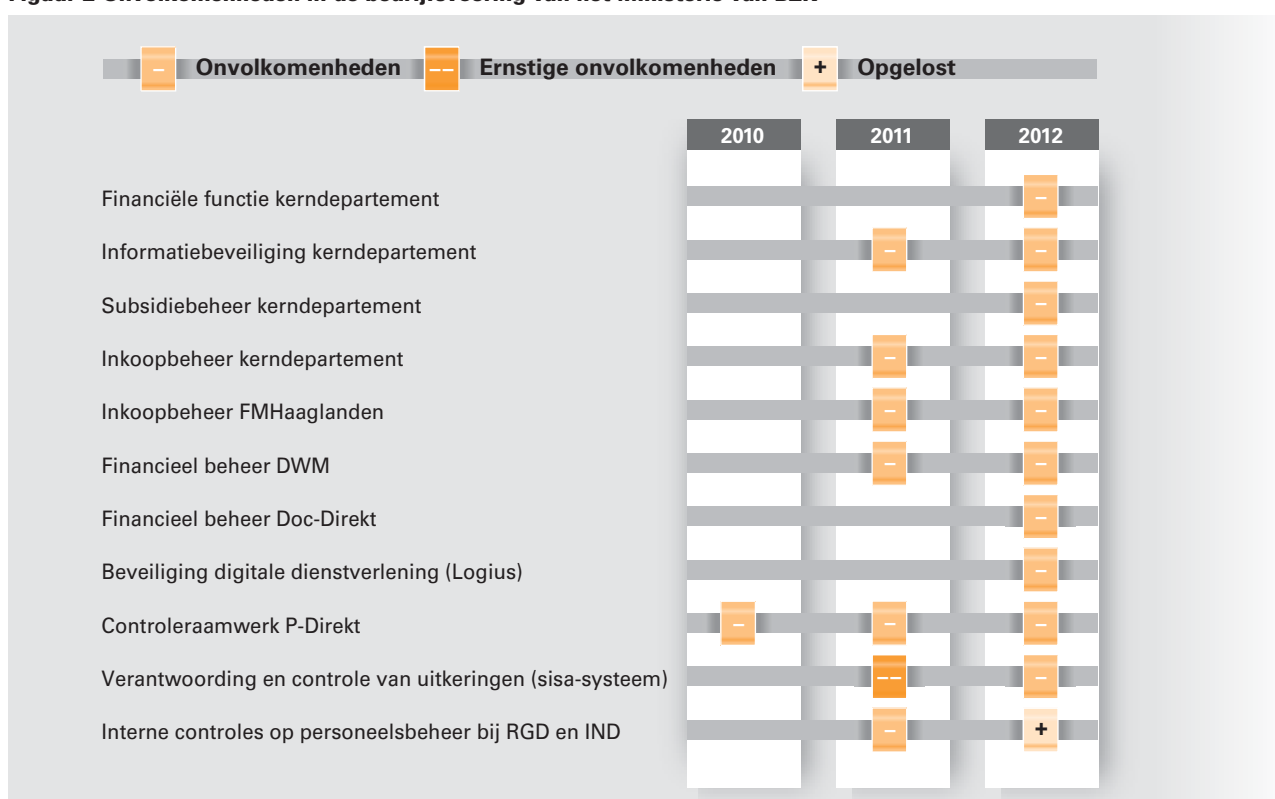 – Onvolkomenheden –– Ernstige onvolkomenheden + Opgelost
2010 2011 2012
Financiële functie kerndepartement –
Informatiebeveiliging kerndepartement – –
Subsidiebeheer kerndepartement –
Inkoopbeheer kerndepartement – –
Inkoopbeheer FMHaaglanden – –
Financieel beheer DWM – –
Financieel beheer Doc-Direkt –
Beveiliging digitale dienstverlening (Logius) –
Controleraamwerk P-Direkt – – –
Verantwoording en controle van uitkeringen (sisa-systeem) –– –
Interne controles op personeelsbeheer bij RGD en IND – +